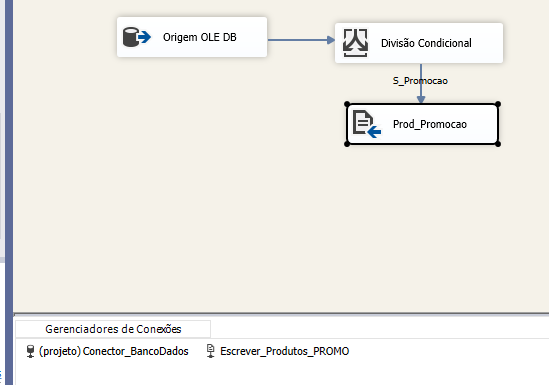 Origem OLE DB
Divisão Condicional
S_Promocao
Prod_Promocao
Gerenciadores de Conexões
(projeto) Conector_BancoDados
Escrever_Produtos_PROMO